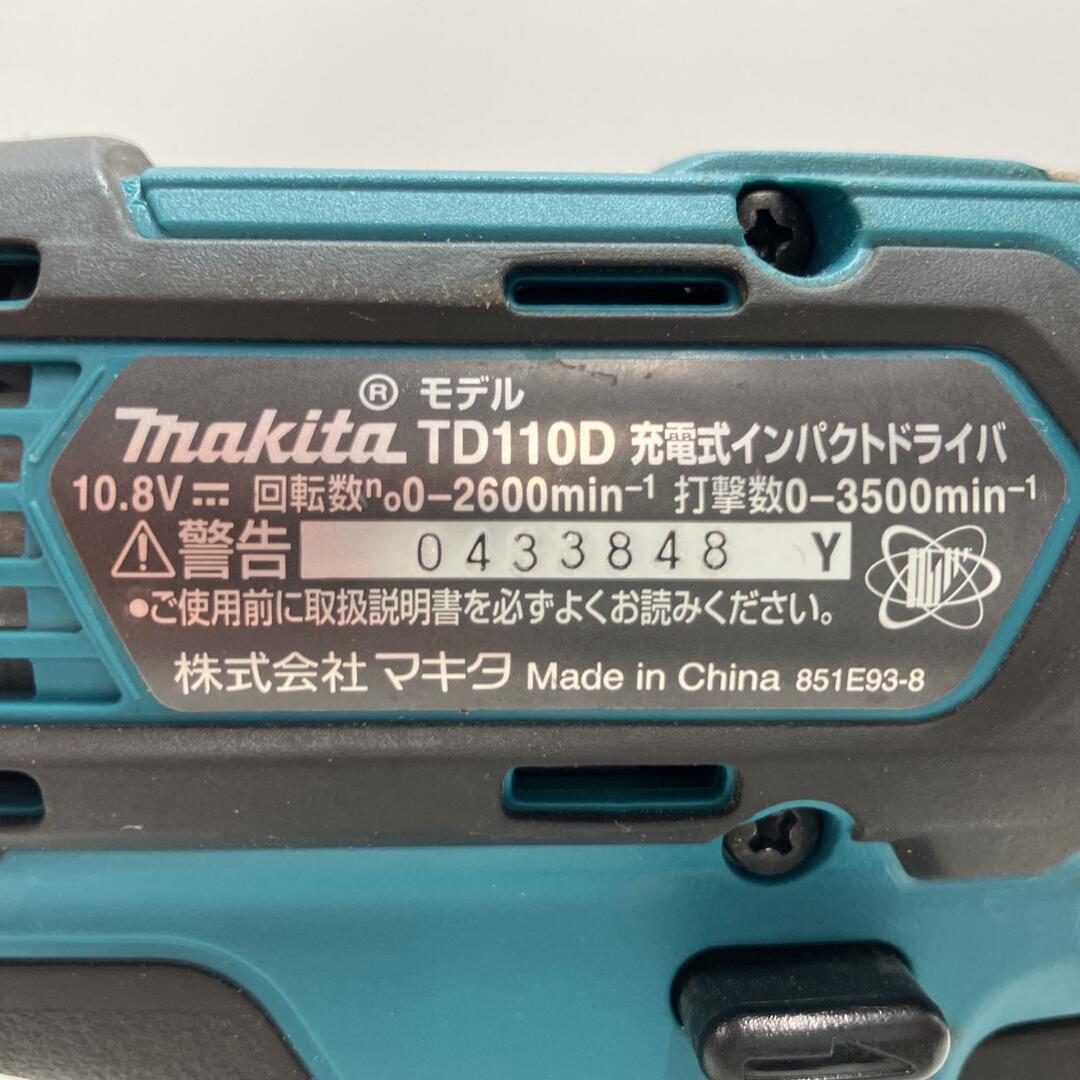 makita® モデル TD110D 充電式インパクトドライバ
10.8V⎓ 回転数n₀0-2600min⁻¹ 打撃数0-3500min⁻¹
⚠警告 0433848 Y
●ご使用前に取扱説明書を必ずよくお読みください。
株式会社マキタ Made in China 851E93-8